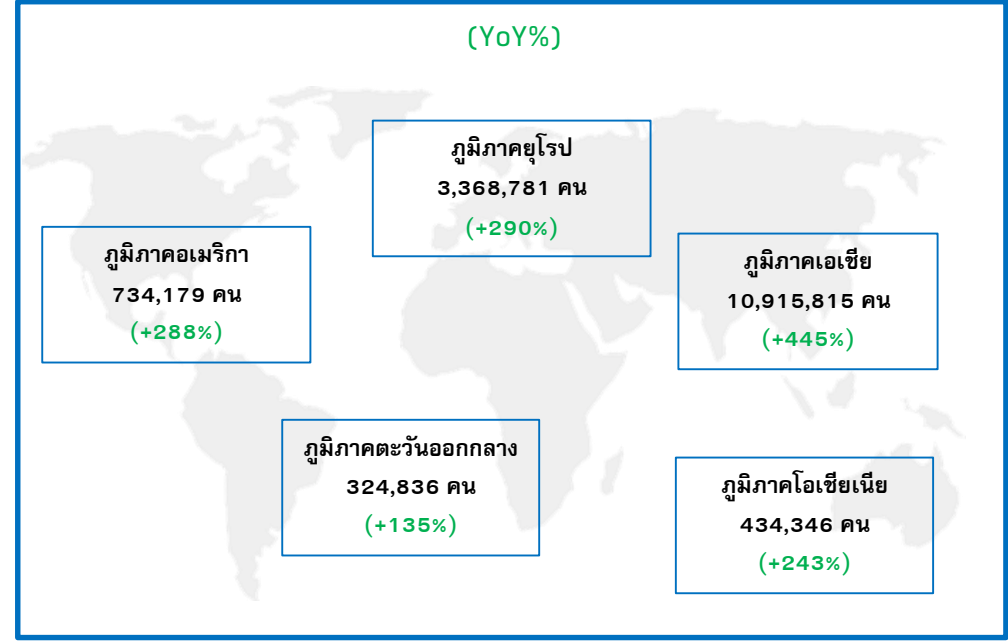 (YoY%)
ภูมิภาคยุโรป
3,368,781 คน
(+290%)
ภูมิภาคอเมริกา
734,179 คน
(+288%)
ภูมิภาคเอเชีย
10,915,815 คน
(+445%)
ภูมิภาคตะวันออกกลาง
324,836 คน
(+135%)
ภูมิภาคโอเชียเนีย
434,346 คน
(+243%)